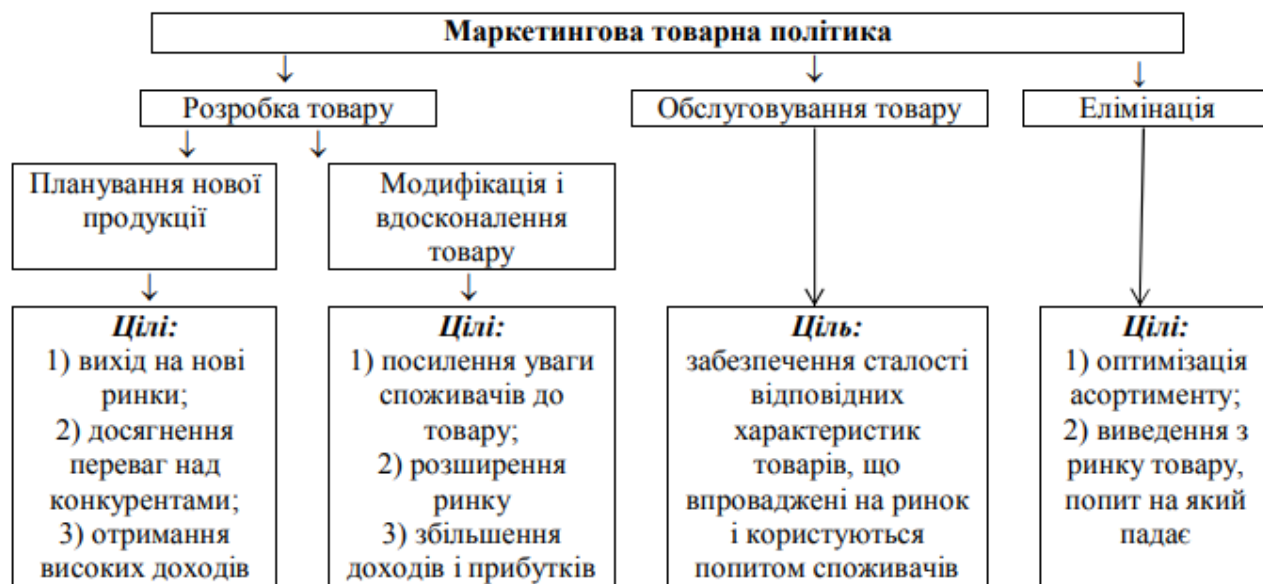 Маркетингова товарна політика
Розробка товару
Обслуговування товару
Елімінація
Планування нової
продукції
Модифікація і
вдосконалення
товару
Цілі:
1) вихід на нові
ринки;
2) досягнення
переваг над
конкурентами;
3) отримання
високих доходів
Цілі:
1) посилення уваги
споживачів до
товару;
2) розширення
ринку
3) збільшення
доходів і прибутків
Ціль:
забезпечення сталості
відповідних
характеристик
товарів, що
впроваджені на ринок
і користуються
попитом споживачів
Цілі:
1) оптимізація
асортименту;
2) виведення з
ринку товару,
попит на який
падає